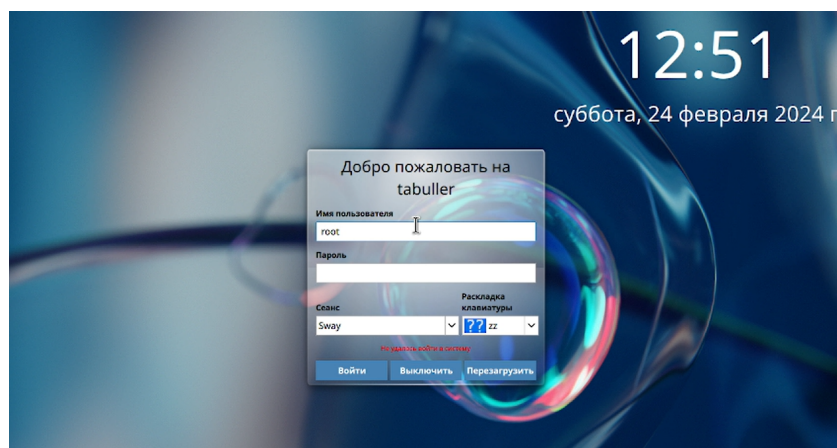 12:51
суббота, 24 февраля 2024 г
Добро пожаловать на
tabuller
Имя пользователя
root
Пароль
Сеанс
Раскладка
клавиатуры
Sway
?? zz
Не удалось войти в систему
Войти
Выключить
Перезагрузить